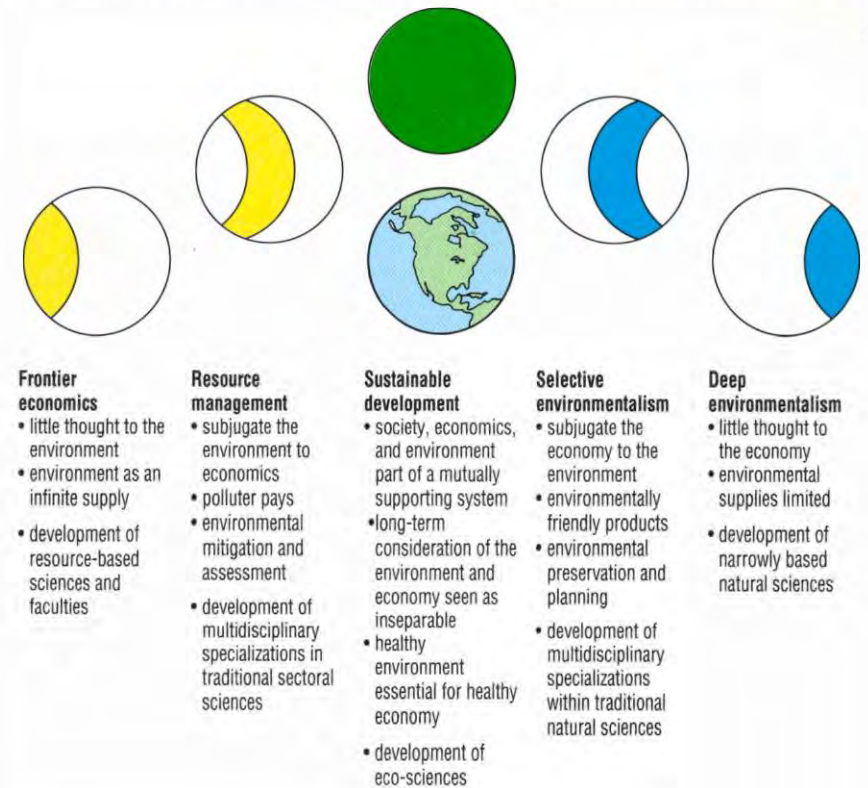 Frontier
economics
• little thought to the
environment
• environment as an
infinite supply
• development of
resource-based
sciences and
faculties
Resource
management
• subjugate the
environment to
economics
• polluter pays
• environmental
mitigation and
assessment
• development of
multidisciplinary
specializations in
traditional sectoral
sciences
Sustainable
development
• society, economics,
and environment
part of a mutually
supporting system
•long-term
consideration of the
environment and
economy seen as
inseparable
• healthy
environment
essential for healthy
economy
• development of
eco-sciences
Selective
environmentalism
• subjugate the
economy to the
environment
• environmentally
friendly products
• environmental
preservation and
planning
• development of
multidisciplinary
specializations
within traditional
natural sciences
Deep
environmentalism
• little thought to
the economy
• environmental
supplies limited
• development of
narrowly based
natural sciences